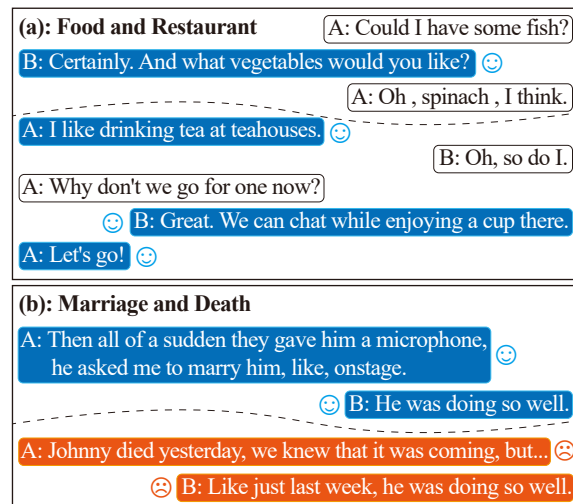 (a): Food and Restaurant
A: Could I have some fish?
B: Certainly. And what vegetables would you like?
A: Oh , spinach , I think.
A: I like drinking tea at teahouses.
B: Oh, so do I.
A: Why don't we go for one now?
B: Great. We can chat while enjoying a cup there.
A: Let's go!
(b): Marriage and Death
A: Then all of a sudden they gave him a microphone,
he asked me to marry him, like, onstage.
B: He was doing so well.
A: Johnny died yesterday, we knew that it was coming, but...
B: Like just last week, he was doing so well.